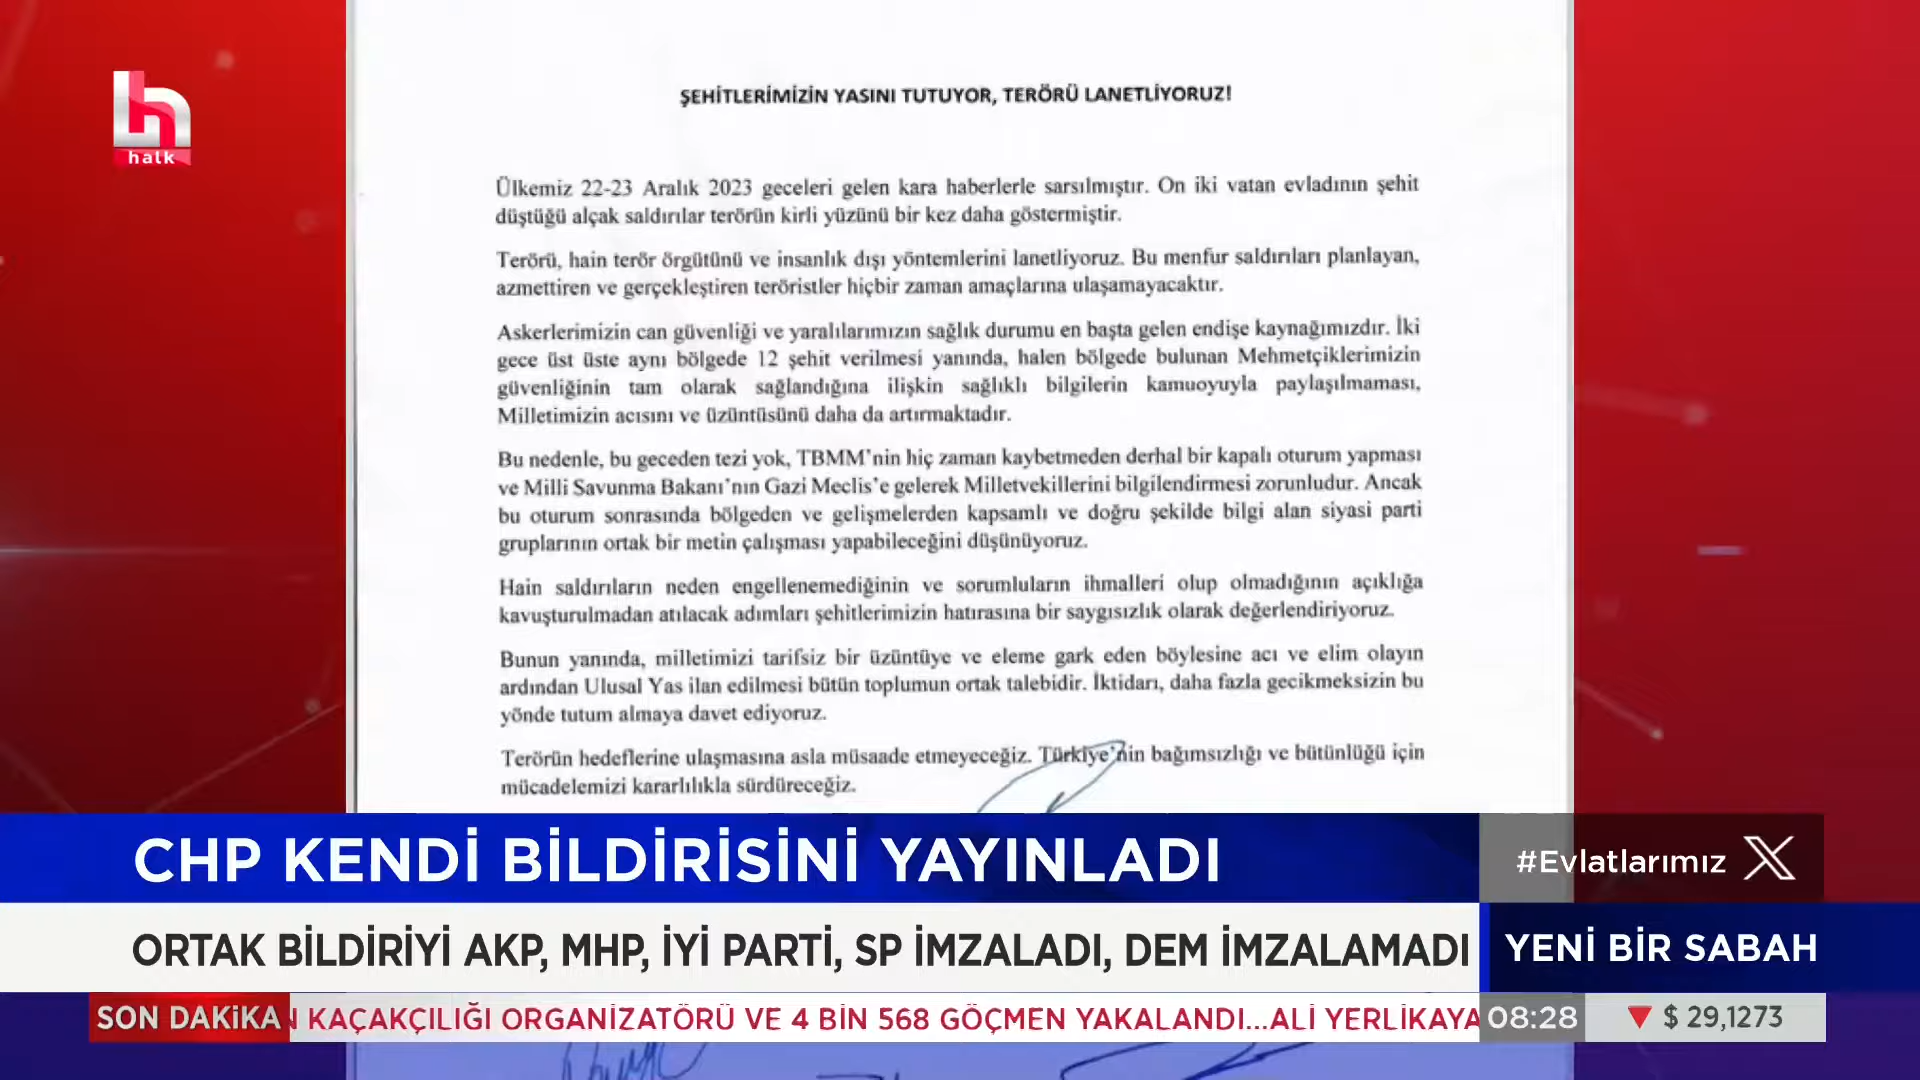 halk
ŞEHİTLERİMİZİN YASINI TUTUYOR, TERÖRÜ LANETLİYORUZ!
Ülkemiz 22-23 Aralık 2023 geceleri gelen kara haberlerle sarsılmıştır. On iki vatan evladının şehit
düştüğü alçak saldırılar terörün kirli yüzünü bir kez daha göstermiştir.
Terörü, hain terör örgütünü ve insanlık dışı yöntemlerini lanetliyoruz. Bu menfur saldırıları planlayan,
azmettiren ve gerçekleştiren teröristler hiçbir zaman amaçlarına ulaşamayacaktır.
Askerlerimizin can güvenliği ve yaralılarımızın sağlık durumu en başta gelen endişe kaynağımızdır. İki
gece üst üste aynı bölgede 12 şehit verilmesi yanında, halen bölgede bulunan Mehmetçiklerimizin
güvenliğinin tam olarak sağlandığına ilişkin sağlıklı bilgilerin kamuoyuyla paylaşılmaması,
Milletimizin acısını ve üzüntüsünü daha da artırmaktadır.
Bu nedenle, bu geceden tezi yok, TBMM'nin hiç zaman kaybetmeden derhal bir kapalı oturum yapması
ve Milli Savunma Bakanı'nın Gazi Meclis'e gelerek Milletvekillerini bilgilendirmesi zorunludur. Ancak
bu oturum sonrasında bölgeden ve gelişmelerden kapsamlı ve doğru şekilde bilgi alan siyasi parti
gruplarının ortak bir metin çalışması yapabileceğini düşünüyoruz.
Hain saldırıların neden engellenemediğinin ve sorumluların ihmalleri olup olmadığının açıklığa
kavuşturulmadan atılacak adımları şehitlerimizin hatırasına bir saygısızlık olarak değerlendiriyoruz.
Bunun yanında, milletimizi tarifsiz bir üzüntüye ve eleme gark eden böylesine acı ve elim olayın
ardından Ulusal Yas ilan edilmesi bütün toplumun ortak talebidir. İktidarı, daha fazla gecikmeksizin bu
yönde tutum almaya davet ediyoruz.
Terörün hedeflerine ulaşmasına asla müsaade etmeyeceğiz. Türkiye'nin bağımsızlığı ve bütünlüğü için
mücadelemizi kararlılıkla sürdüreceğiz.
CHP KENDİ BİLDİRİSİNİ YAYINLADI
#Evlatlarımız X
ORTAK BİLDİRİYİ AKP, MHP, İYİ PARTİ, SP İMZALADI, DEM İMZALAMADI
YENİ BİR SABAH
SON DAKİKA
KAÇAKÇILIĞI ORGANİZATÖRÜ VE 4 BİN 568 GÖÇMEN YAKALANDI...ALİ YERLİKAYA
08:28
$ 29,1273